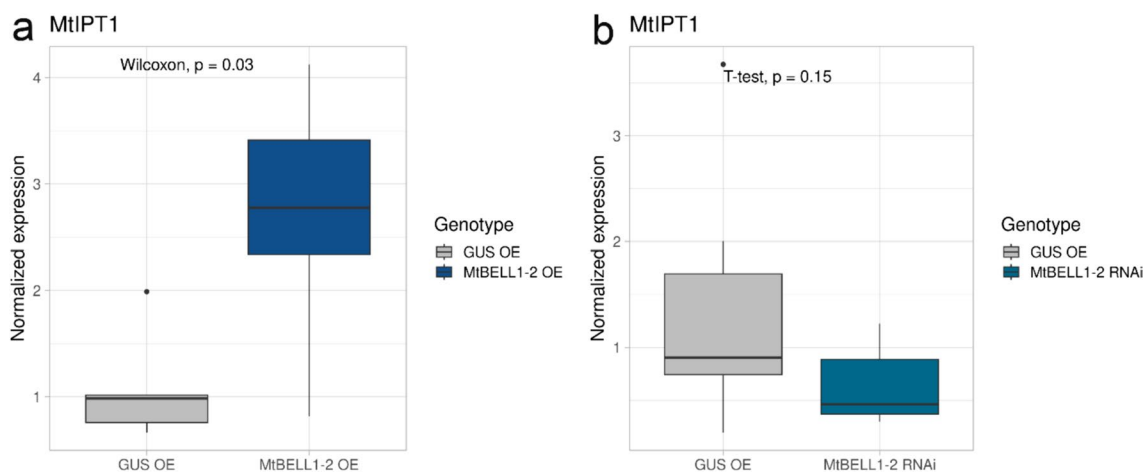 a
MtIPT1
Wilcoxon, p = 0.03
4
3
2
1
Normalized expression
GUS OE
MtBELL1-2 OE
Genotype
GUS OE
MtBELL1-2 OE
b
MtIPT1
T-test, p = 0.15
3
2
1
Normalized expression
GUS OE
MtBELL1-2 RNAi
Genotype
GUS OE
MtBELL1-2 RNAi